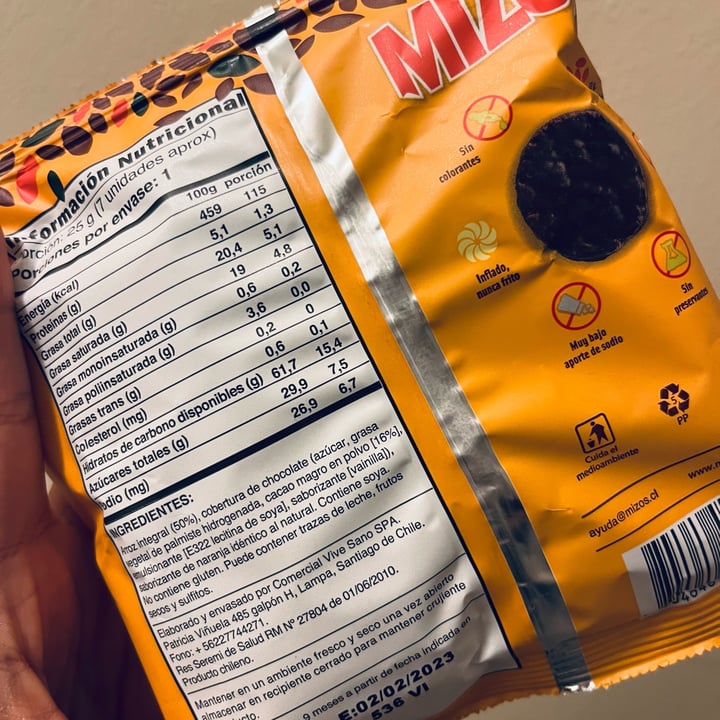 MIZO
Información Nutricional
Porción: 25 g (7 unidades aprox)
Porciones por envase: 1
100g porción
Energía (kcal) 459 115
Proteínas (g) 5,1 1,3
Grasa total (g) 20,4 5,1
Grasa saturada (g) 19 4,8
Grasa monoinsaturada (g) 0,6 0,2
Grasa poliinsaturada (g) 3,6 0,0
Grasas trans (g) 0,2 0
Colesterol (mg) 0,6 0,1
Hidratos de carbono disponibles (g) 61,7 15,4
Azúcares totales (g) 29,9 7,5
Sodio (mg) 26,9 6,7
INGREDIENTES:
Arroz Integral (50%), cobertura de chocolate (azúcar, grasa
vegetal de palmiste hidrogenada, cacao magro en polvo [16%],
emulsionante [E322 lecitina de soya], saborizante [vainilla]),
saborizante de naranja idéntico al natural. Contiene soya.
No contiene gluten. Puede contener trazas de leche, frutos
secos y sulfitos.
Elaborado y envasado por Comercial Vive Sano SPA.
Patricia Viñuela 485 galpón H, Lampa, Santiago de Chile.
Fono: + 56227744271.
Res Seremi de Salud RM Nº 27804 de 01/06/2010.
Producto chileno.
Mantener en un ambiente fresco y seco una vez abierto
almacenar en recipiente cerrado para mantener crujiente
9 meses a partir de fecha indicada en
E:02/02/2023
536 VI
Sin
colorantes
Inflado,
nunca frito
Muy bajo
aporte de sodio
Sin
preservantes
Cuida el
medioambiente
5
PP
ayuda@mizos.cl
www.